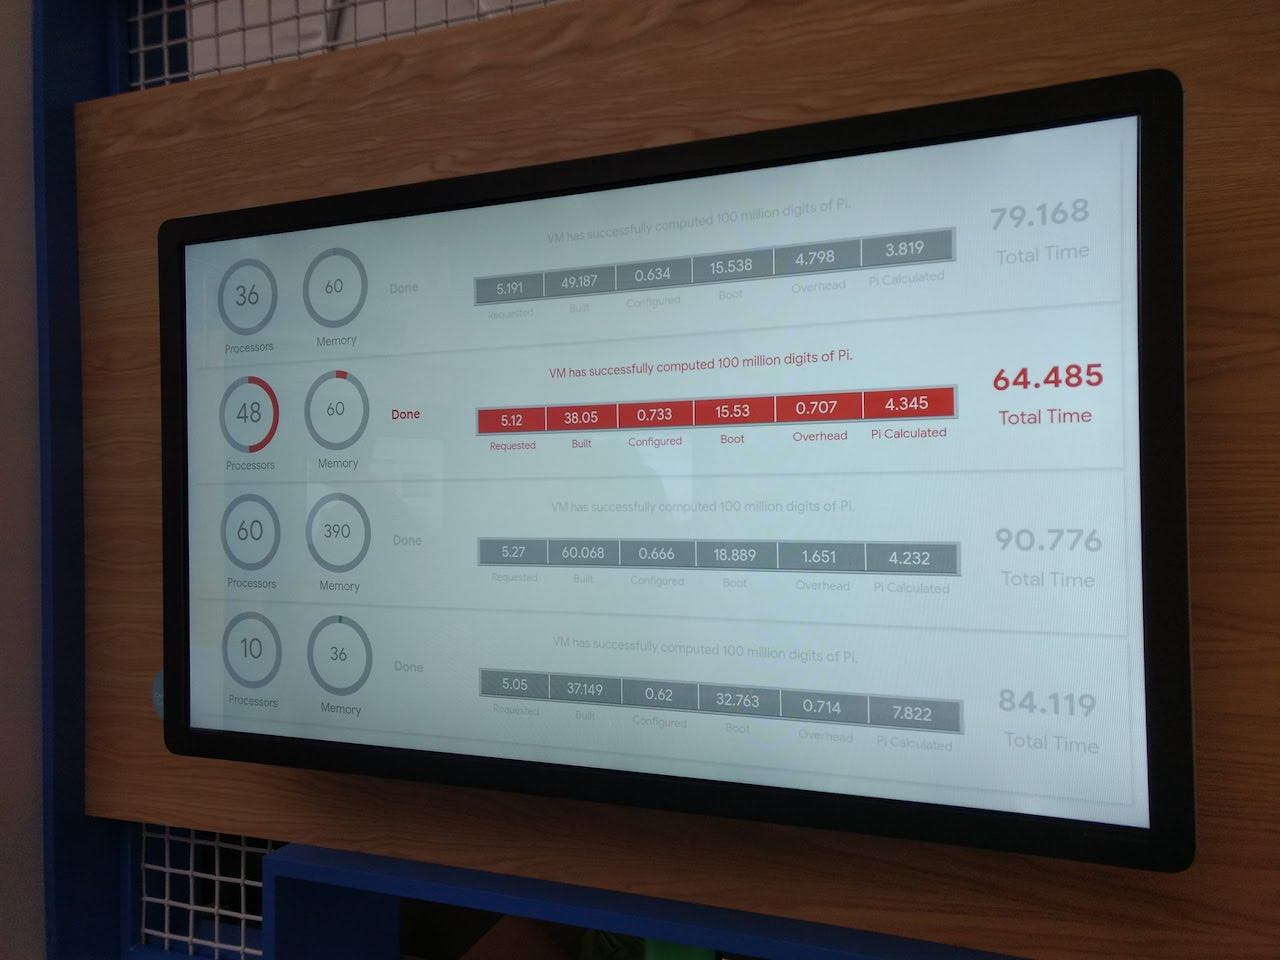 VM has successfully computed 100 million digits of Pi.
79.168
Total Time
36
60
Done
5.191 49.187 0.634 15.538 4.798 3.819
Requested Built Configured Boot Overhead Pi Calculated
Processors Memory
VM has successfully computed 100 million digits of Pi.
64.485
Total Time
48
60
Done
5.12 38.05 0.733 15.53 0.707 4.345
Requested Built Configured Boot Overhead Pi Calculated
Processors Memory
VM has successfully computed 100 million digits of Pi.
90.776
Total Time
60
390
Done
5.27 60.068 0.666 18.889 1.651 4.232
Requested Built Configured Boot Overhead Pi Calculated
Processors Memory
VM has successfully computed 100 million digits of Pi.
84.119
Total Time
10
36
Done
5.05 37.149 0.62 32.763 0.714 7.822
Requested Built Configured Boot Overhead Pi Calculated
Processors Memory